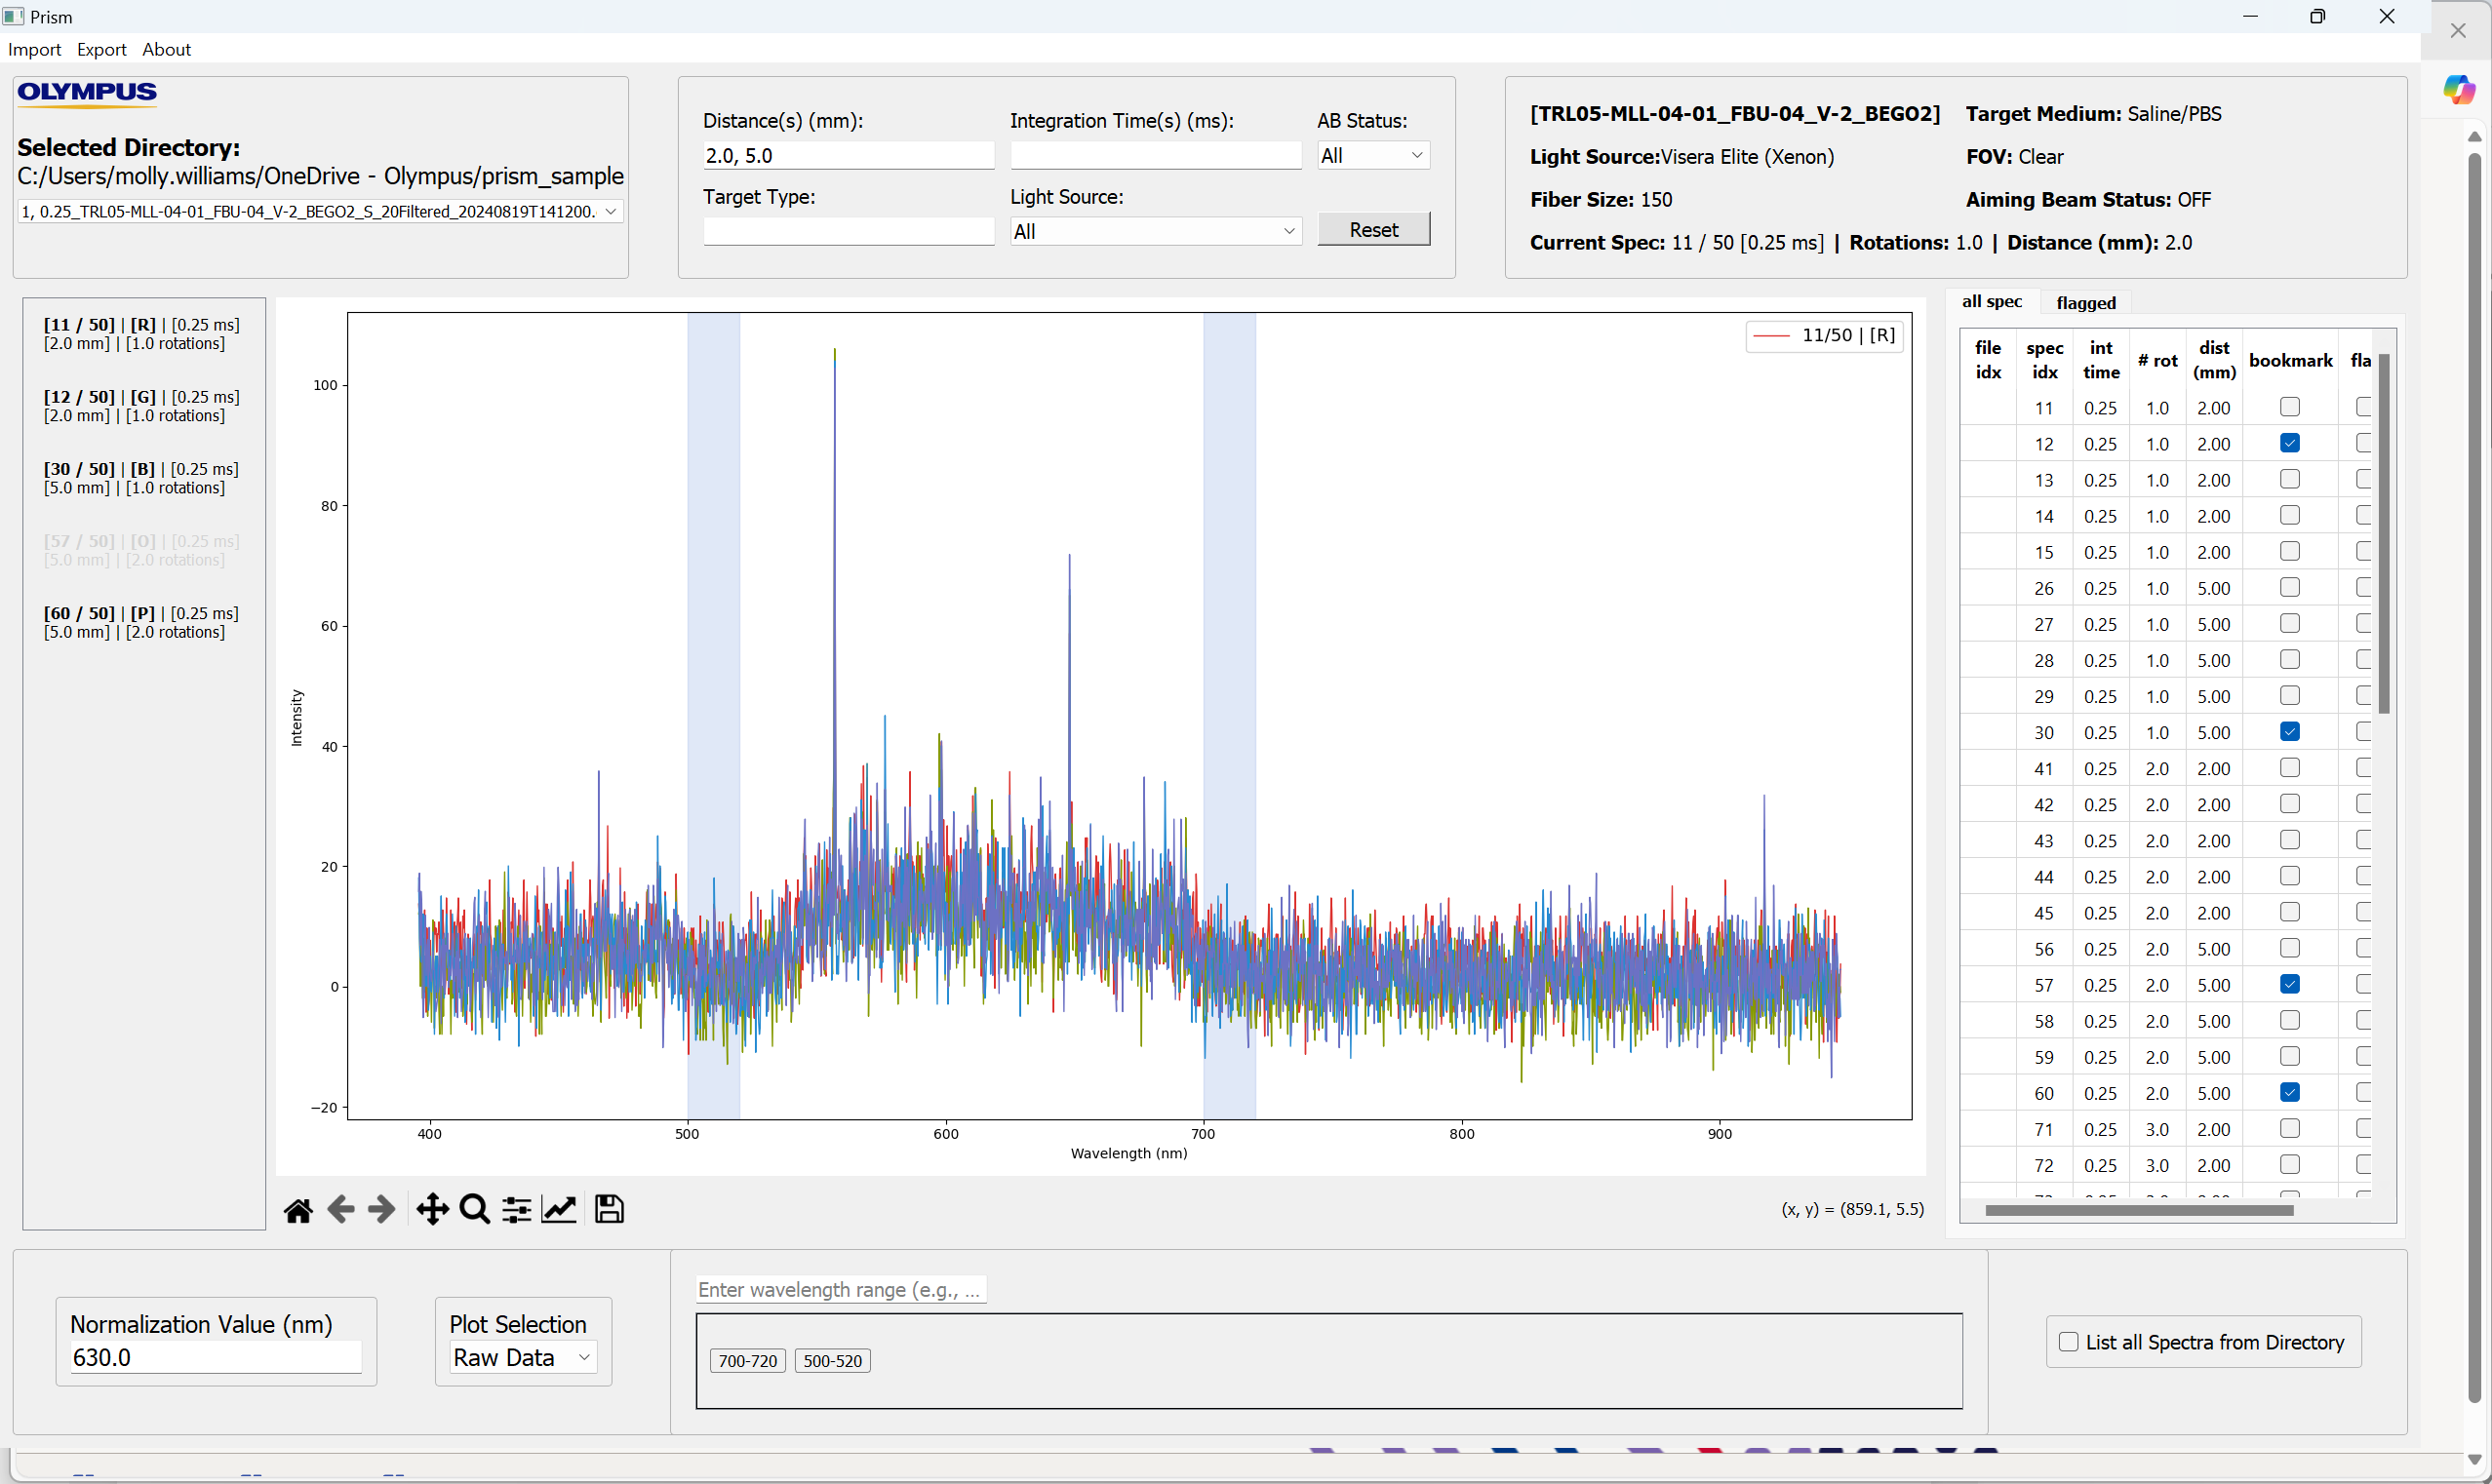 Prism
Import Export About
OLYMPUS
Selected Directory:
C:/Users/molly.williams/OneDrive - Olympus/prism_sample
1, 0.25_TRL05-MLL-04-01_FBU-04_V-2_BEGO2_S_20Filtered_20240819T141200.
Distance(s) (mm): Integration Time(s) (ms): AB Status:
2.0, 5.0 All
Target Type: Light Source:
All Reset
[TRL05-MLL-04-01_FBU-04_V-2_BEGO2] Target Medium: Saline/PBS
Light Source:Visera Elite (Xenon) FOV: Clear
Fiber Size: 150 Aiming Beam Status: OFF
Current Spec: 11 / 50 [0.25 ms] | Rotations: 1.0 | Distance (mm): 2.0
[11 / 50] | [R] | [0.25 ms]
[2.0 mm] | [1.0 rotations]
[12 / 50] | [G] | [0.25 ms]
[2.0 mm] | [1.0 rotations]
[30 / 50] | [B] | [0.25 ms]
[5.0 mm] | [1.0 rotations]
[57 / 50] | [O] | [0.25 ms]
[5.0 mm] | [2.0 rotations]
[60 / 50] | [P] | [0.25 ms]
[5.0 mm] | [2.0 rotations]
11/50 | [R]
100
80
60
40
20
0
−20
Intensity
400 500 600 700 800 900
Wavelength (nm)
(x, y) = (859.1, 5.5)
all spec flagged
file idx spec idx int time # rot dist (mm) bookmark fla
11 0.25 1.0 2.00
12 0.25 1.0 2.00
13 0.25 1.0 2.00
14 0.25 1.0 2.00
15 0.25 1.0 2.00
26 0.25 1.0 5.00
27 0.25 1.0 5.00
28 0.25 1.0 5.00
29 0.25 1.0 5.00
30 0.25 1.0 5.00
41 0.25 2.0 2.00
42 0.25 2.0 2.00
43 0.25 2.0 2.00
44 0.25 2.0 2.00
45 0.25 2.0 2.00
56 0.25 2.0 5.00
57 0.25 2.0 5.00
58 0.25 2.0 5.00
59 0.25 2.0 5.00
60 0.25 2.0 5.00
71 0.25 3.0 2.00
72 0.25 3.0 2.00
Normalization Value (nm)
630.0
Plot Selection
Raw Data
Enter wavelength range (e.g., ...
700-720 500-520
List all Spectra from Directory